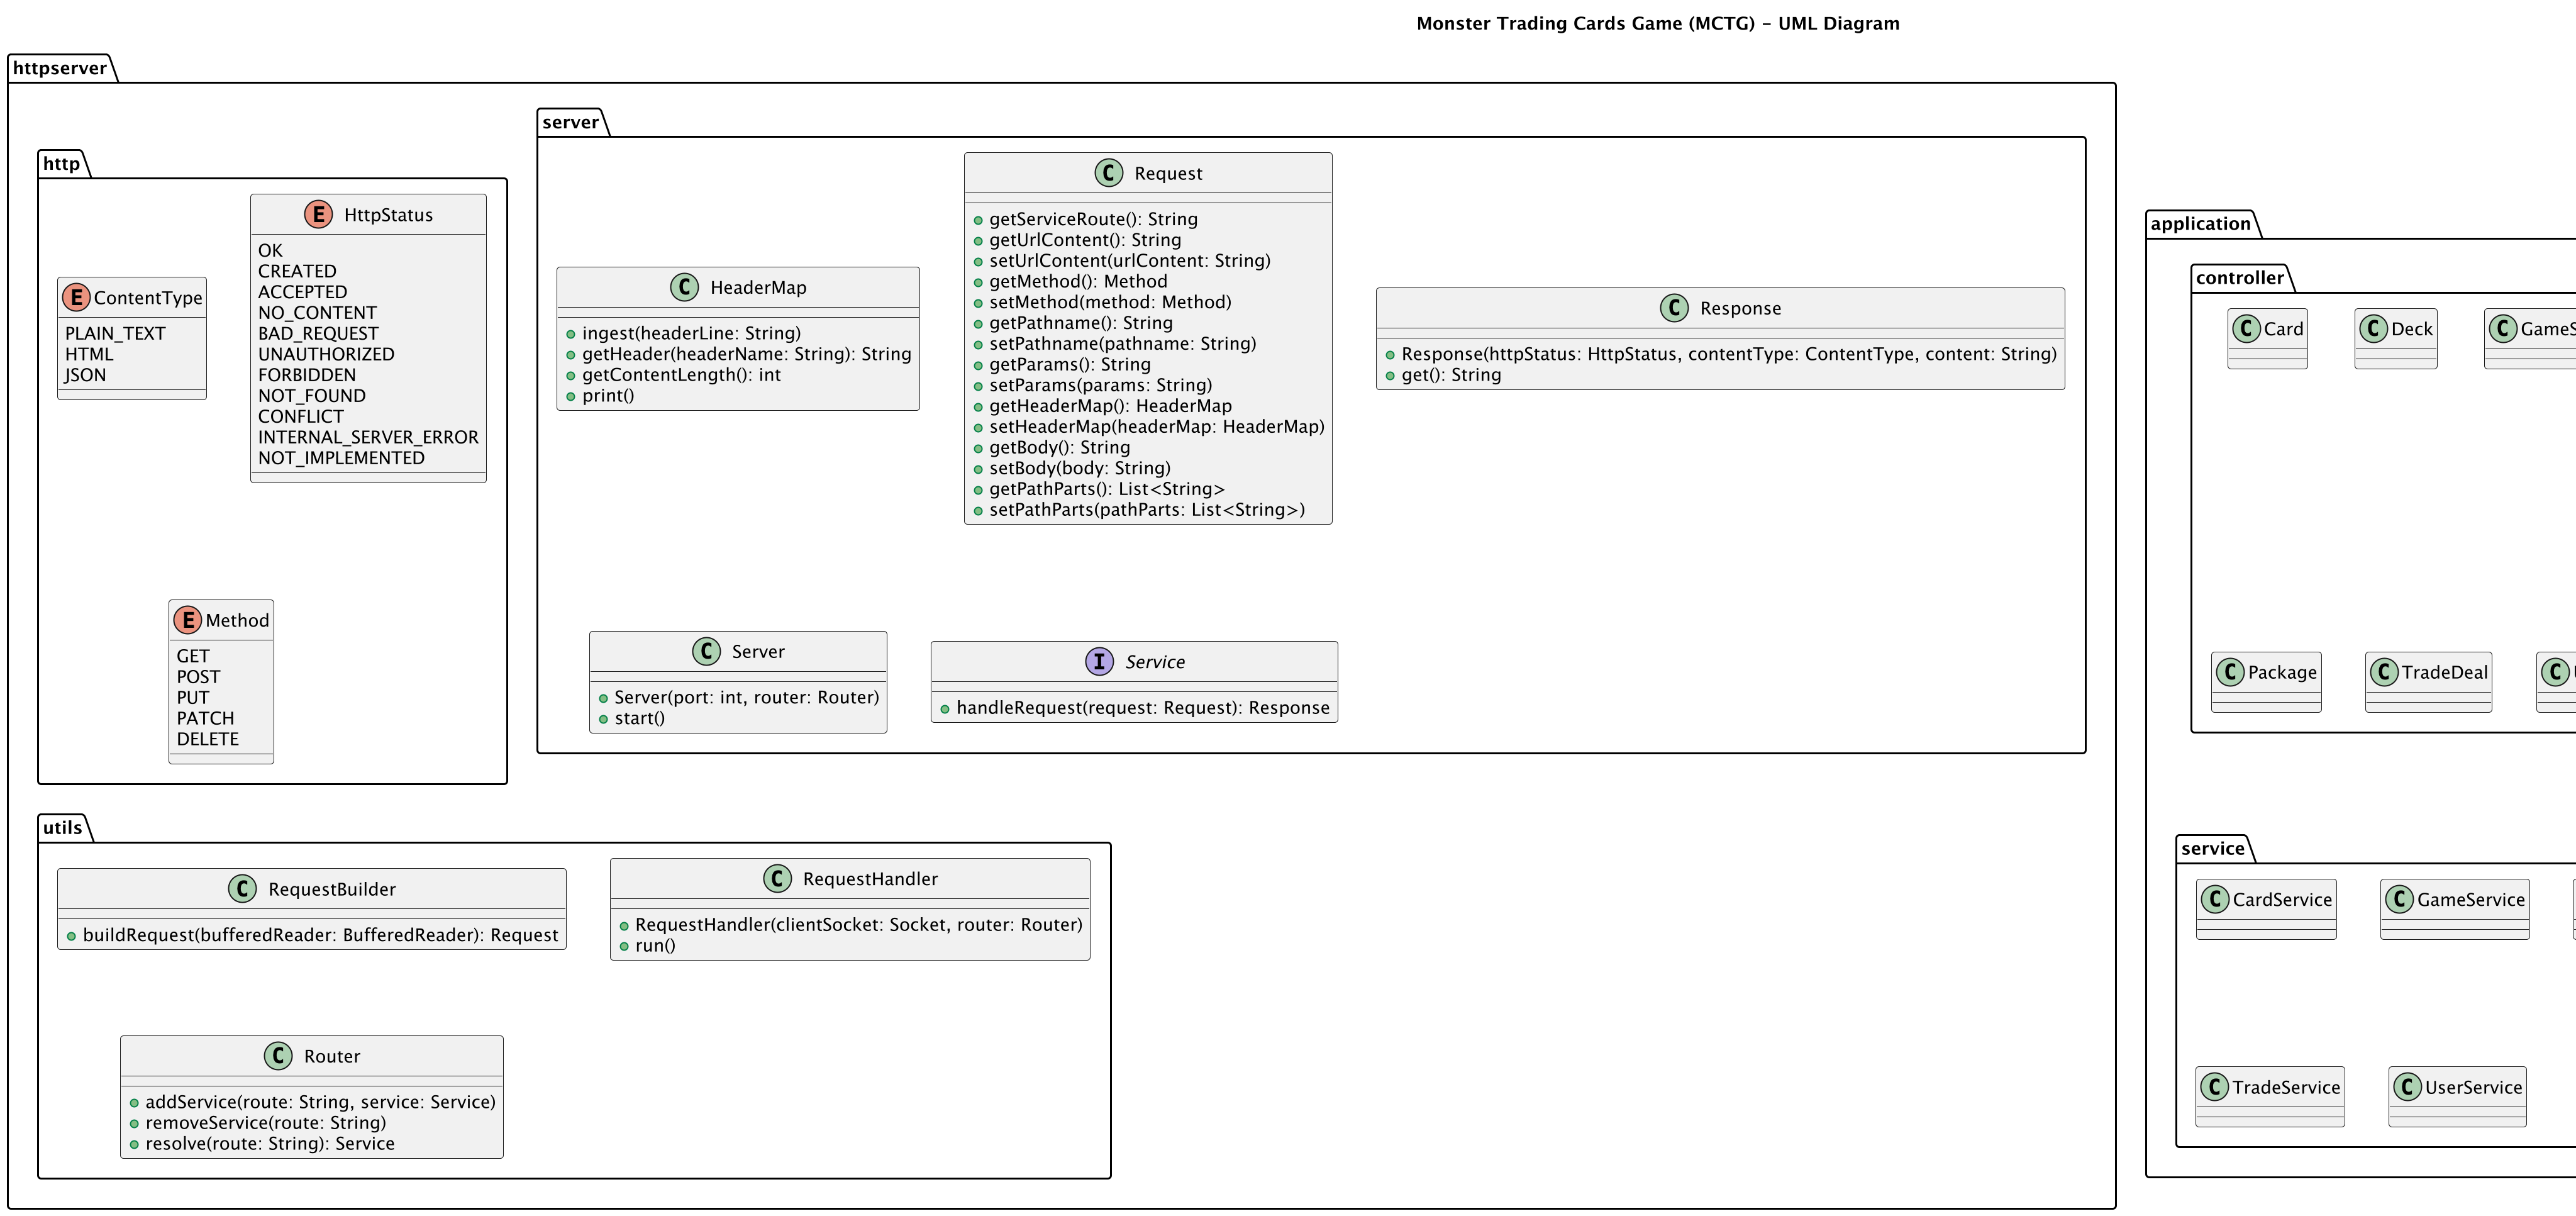 Monster Trading Cards Game (MCTG) – UML Diagram
httpserver
http
E ContentType
PLAIN_TEXT
HTML
JSON
E HttpStatus
OK
CREATED
ACCEPTED
NO_CONTENT
BAD_REQUEST
UNAUTHORIZED
FORBIDDEN
NOT_FOUND
CONFLICT
INTERNAL_SERVER_ERROR
NOT_IMPLEMENTED
E Method
GET
POST
PUT
PATCH
DELETE
server
C HeaderMap
ingest(headerLine: String)
getHeader(headerName: String): String
getContentLength(): int
print()
C Request
getServiceRoute(): String
getUrlContent(): String
setUrlContent(urlContent: String)
getMethod(): Method
setMethod(method: Method)
getPathname(): String
setPathname(pathname: String)
getParams(): String
setParams(params: String)
getHeaderMap(): HeaderMap
setHeaderMap(headerMap: HeaderMap)
getBody(): String
setBody(body: String)
getPathParts(): List<String>
setPathParts(pathParts: List<String>)
C Response
Response(httpStatus: HttpStatus, contentType: ContentType, content: String)
get(): String
C Server
Server(port: int, router: Router)
start()
I Service
handleRequest(request: Request): Response
utils
C RequestBuilder
buildRequest(bufferedReader: BufferedReader): Request
C RequestHandler
RequestHandler(clientSocket: Socket, router: Router)
run()
C Router
addService(route: String, service: Service)
removeService(route: String)
resolve(route: String): Service
application
controller
C Card
C Deck
C
C Package
C TradeDeal
C
service
C CardService
C GameService
C TradeService
C UserService